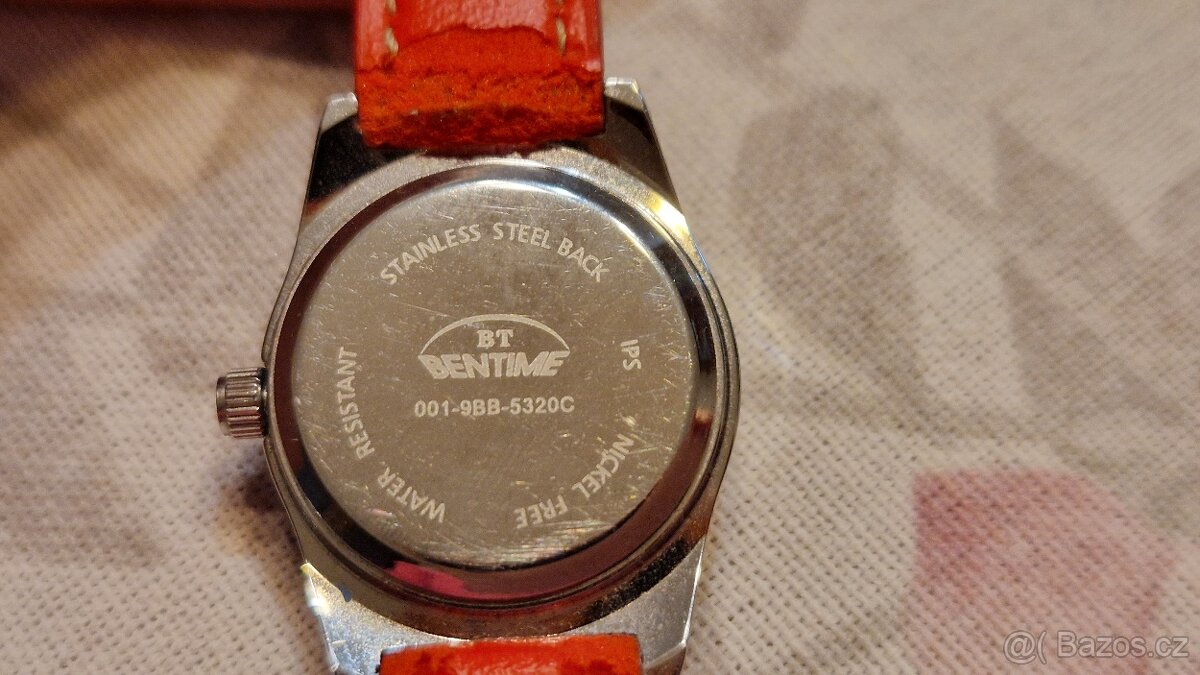 STAINLESS STEEL BACK
BT
BENTIME
001-9BB-5320C
IPS
NICKEL FREE
WATER RESISTANT
@( Bazos.cz